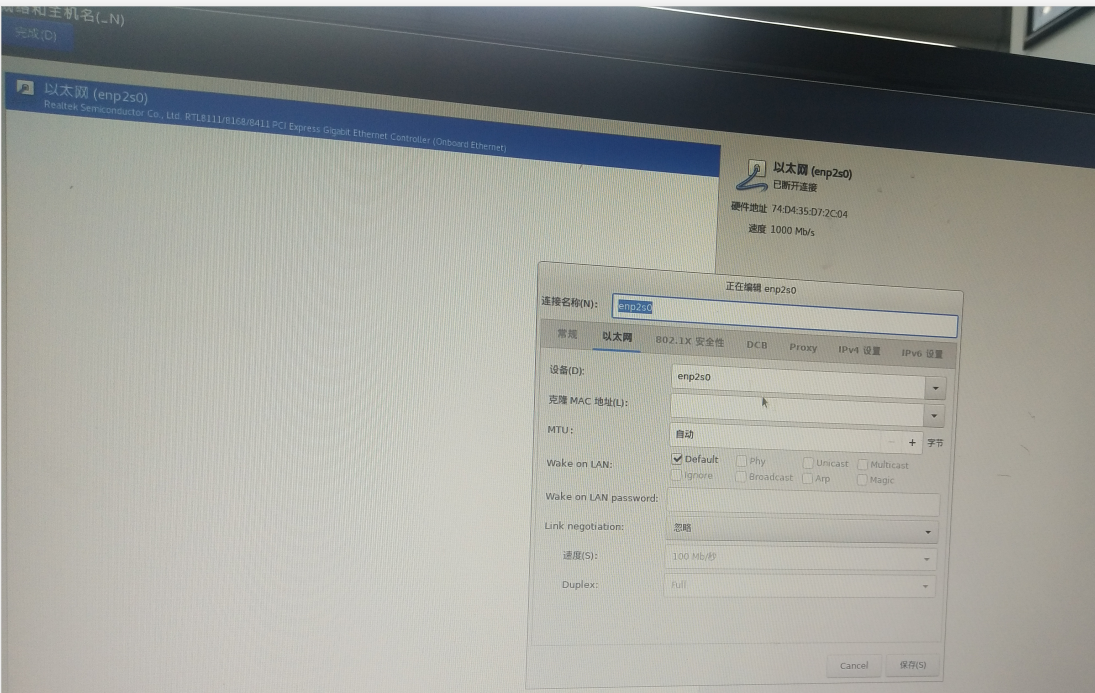 络和主机名(_N)
完成(D)
以太网 (enp2s0)
Realtek Semiconductor Co., Ltd. RTL8111/8168/8411 PCI Express Gigabit Ethernet Controller (Onboard Ethernet)
以太网 (enp2s0)
已断开连接
硬件地址 74:D4:35:D7:2C:04
速度 1000 Mb/s
正在编辑 enp2s0
连接名称(N): enp2s0
常规 以太网 802.1X 安全性 DCB Proxy IPv4 设置 IPv6 设置
设备(D): enp2s0
克隆 MAC 地址(L):
MTU: 自动 - + 字节
Wake on LAN: Default Phy Unicast Multicast
Ignore Broadcast Arp Magic
Wake on LAN password:
Link negotiation: 忽略
速度(S): 100 Mb/秒
Duplex: Full
Cancel 保存(S)